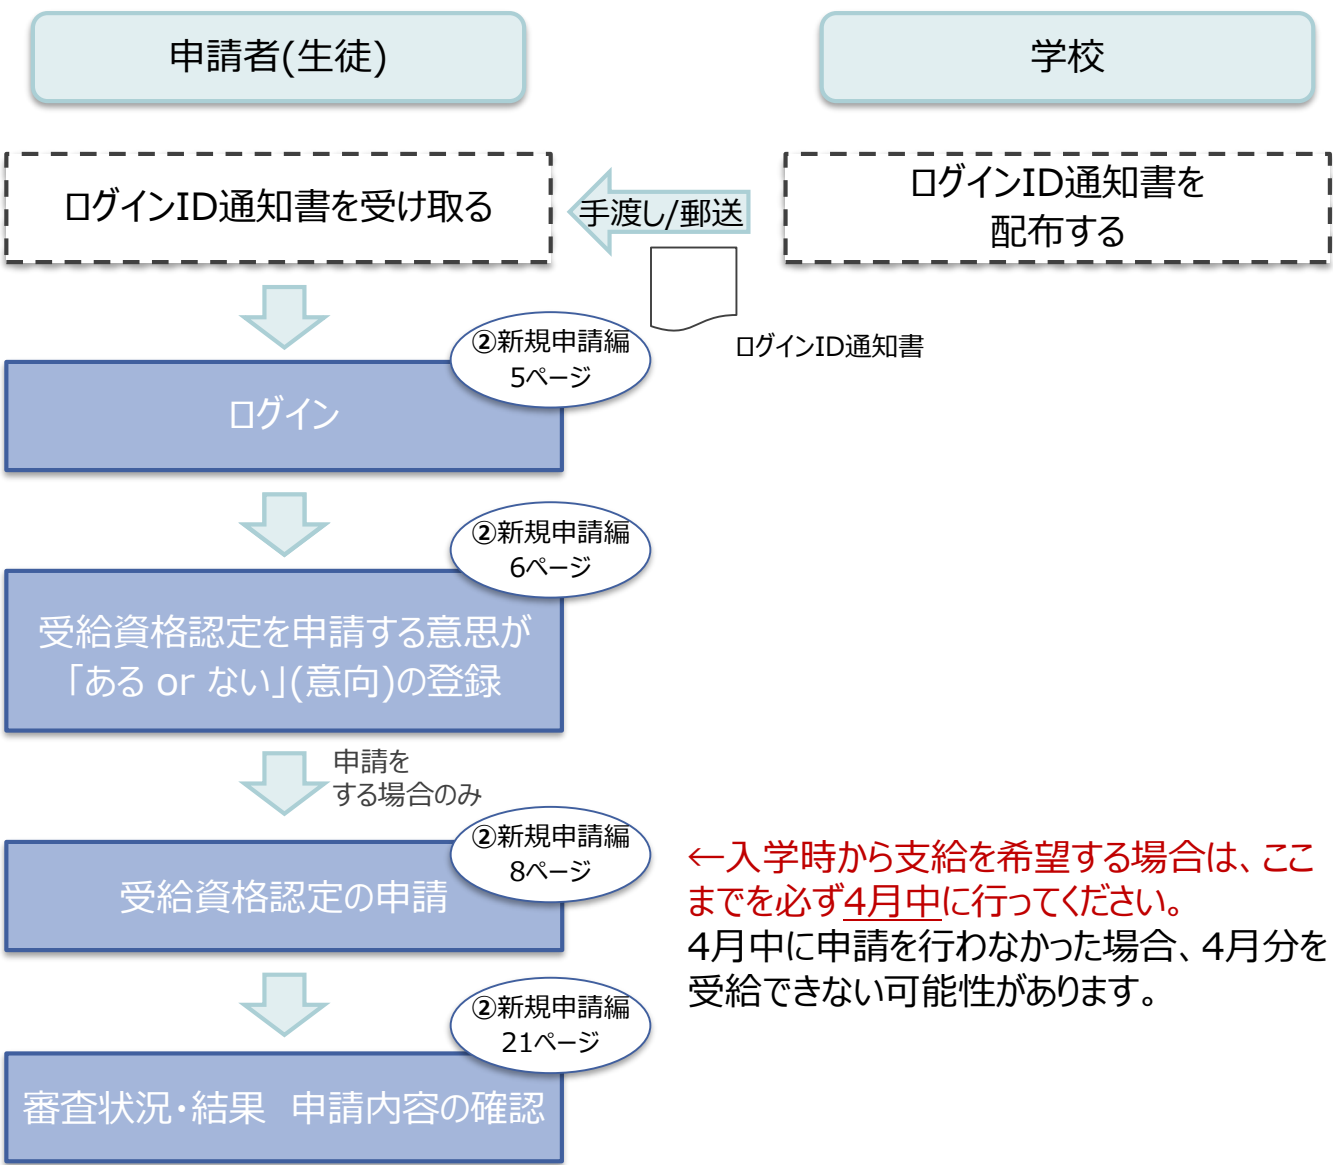 申請者(生徒)
学校
ログインID通知書を受け取る
手渡し/郵送
ログインID通知書を
配布する
ログインID通知書
②新規申請編
5ページ
ログイン
②新規申請編
6ページ
受給資格認定を申請する意思が
「ある or ない」(意向)の登録
申請を
する場合のみ
②新規申請編
8ページ
受給資格認定の申請
←入学時から支給を希望する場合は、ここ
までを必ず4月中に行ってください。
4月中に申請を行わなかった場合、4月分を
受給できない可能性があります。
②新規申請編
21ページ
審査状況・結果　申請内容の確認